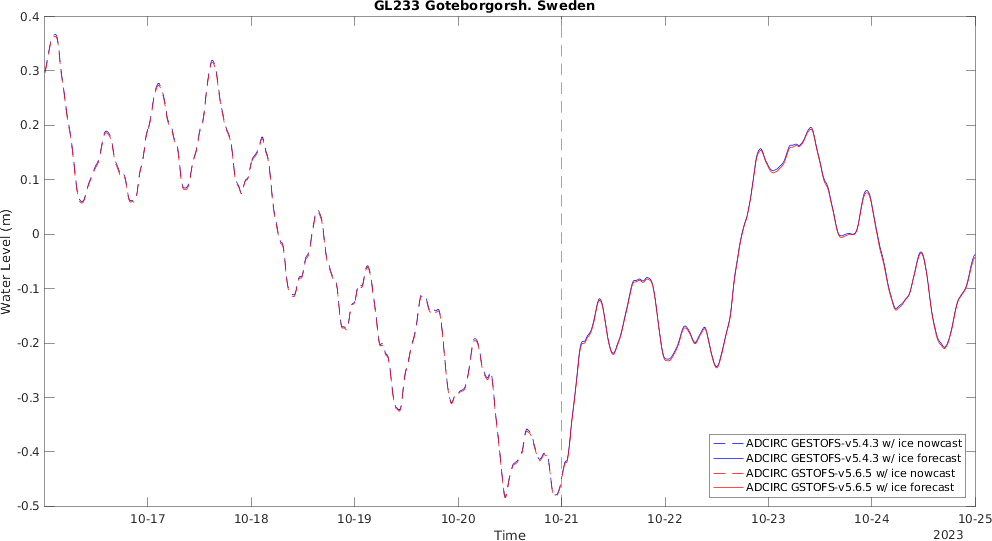 GL233 Goteborgorsh. Sweden
0.4
0.3
0.2
0.1
0
-0.1
-0.2
-0.3
-0.4
-0.5
Water Level (m)
ADCIRC GESTOFS-v5.4.3 w/ ice nowcast
ADCIRC GESTOFS-v5.4.3 w/ ice forecast
ADCIRC GSTOFS-v5.6.5 w/ ice nowcast
ADCIRC GSTOFS-v5.6.5 w/ ice forecast
10-17 10-18 10-19 10-20 10-21 10-22 10-23 10-24 10-25
Time
2023